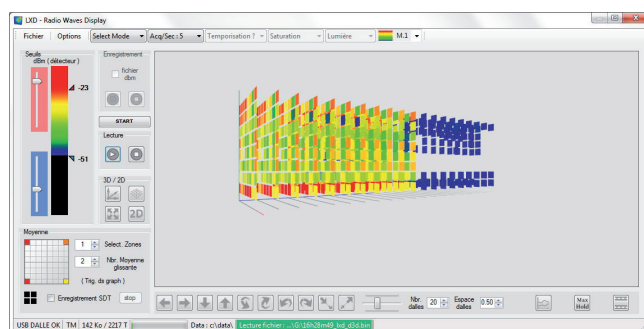 LXD - Radio Waves Display
Fichier Options Select Mode Acq/Sec : 5 Temporisation ? Saturation Lumière M.1
Seuils
dBm ( détecteur )
-23
-51
Enregistrement
fichier
dbm
START
Lecture
3D / 2D
2D
Moyenne
1 Select. Zones
2 Nbr. Moyenne
glissante
( Trig. ds graph )
Enregistrement SDT stop
Nbr.
dalles 20 Espace
dalles 0.50
Max
Hold
USB DALLE OK TM 142 Ko / 2217 T Data : c\data\ Lecture fichier : ...\G:\16h28m49_lxd_d3d.bin